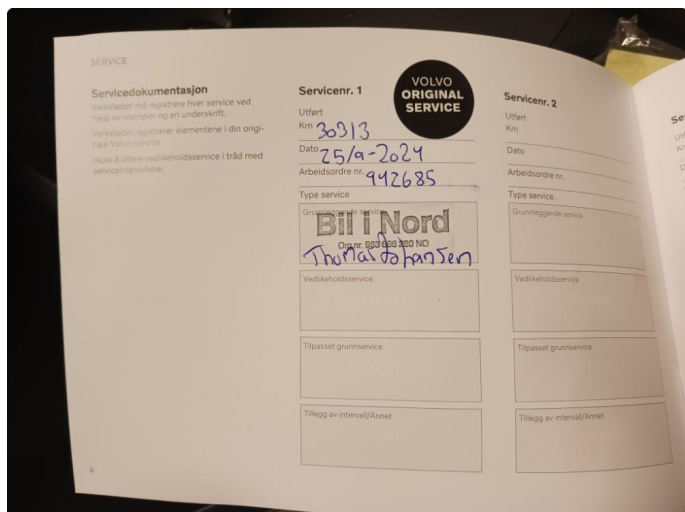 SERVICE
Servicedokumentasjon
Verkstedet må registrere hver service ved
hjelp av stempler og en underskrift.
Verkstedet registrerer elementene i din origi-
nale Volvo-service.
Husk å utføre vedlikeholdsservice i tråd med
serviceintervallene.
Servicenr. 1
VOLVO
ORIGINAL
SERVICE
Utført
Km 30313
Dato 25/9-2024
Arbeidsordre nr. 942685
Type service
Grunnleggende service
Bil i Nord
NO
Thomas Johansen
Vedlikeholdsservice
Tilpasset grunnservice
Tillegg av intervall/Annet
Servicenr. 2
Utført
Km
Dato
Arbeidsordre nr.
Type service
Grunnleggende service
Vedlikeholdsservice
Tilpasset grunnservice
Tillegg av intervall/Annet
6